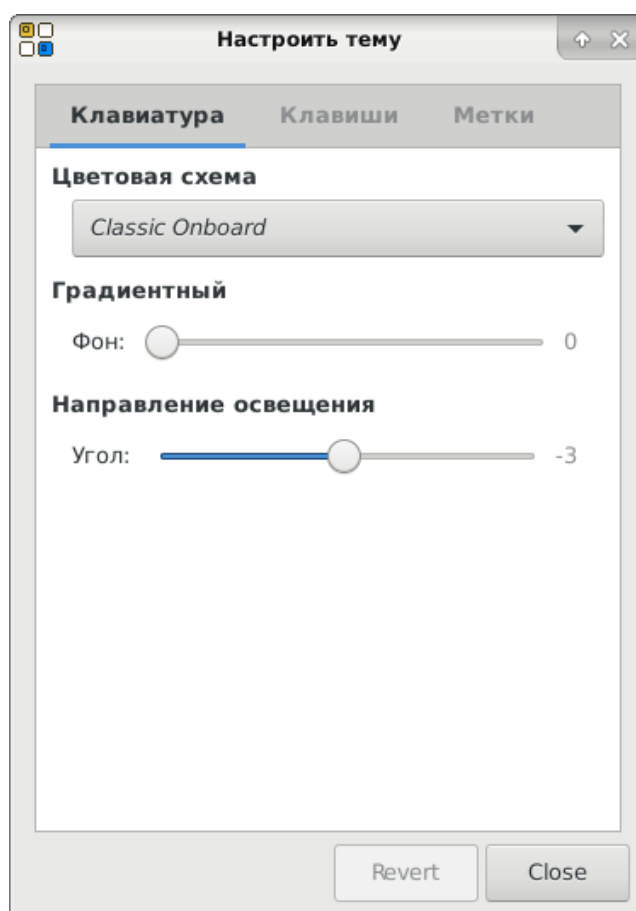 Настроить тему
Клавиатура Клавиши Метки
Цветовая схема
Classic Onboard
Градиентный
Фон: 0
Направление освещения
Угол: -3
Revert Close